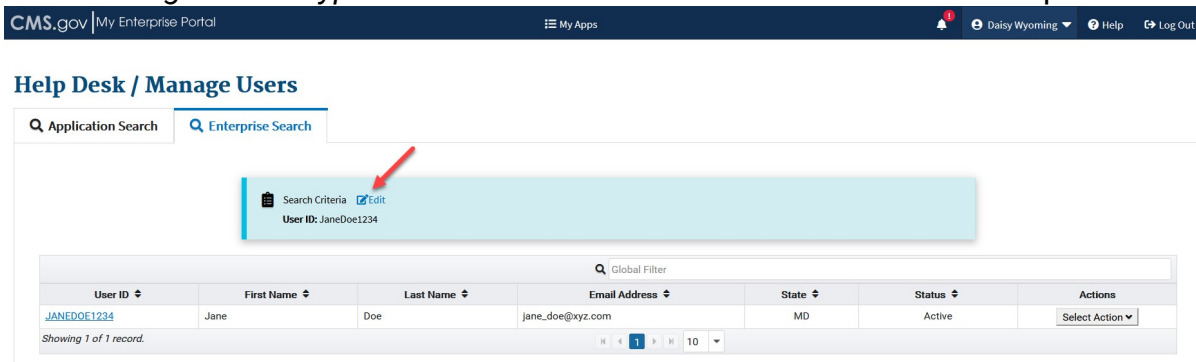 CMS.gov My Enterprise Portal My Apps ! Daisy Wyoming Help Log Out
Help Desk / Manage Users
Application Search Enterprise Search
Search Criteria Edit
User ID: JaneDoe1234
Global Filter
User ID First Name Last Name Email Address State Status Actions
JANEDOE1234 Jane Doe jane_doe@xyz.com MD Active Select Action
Showing 1 of 1 record. 1 10